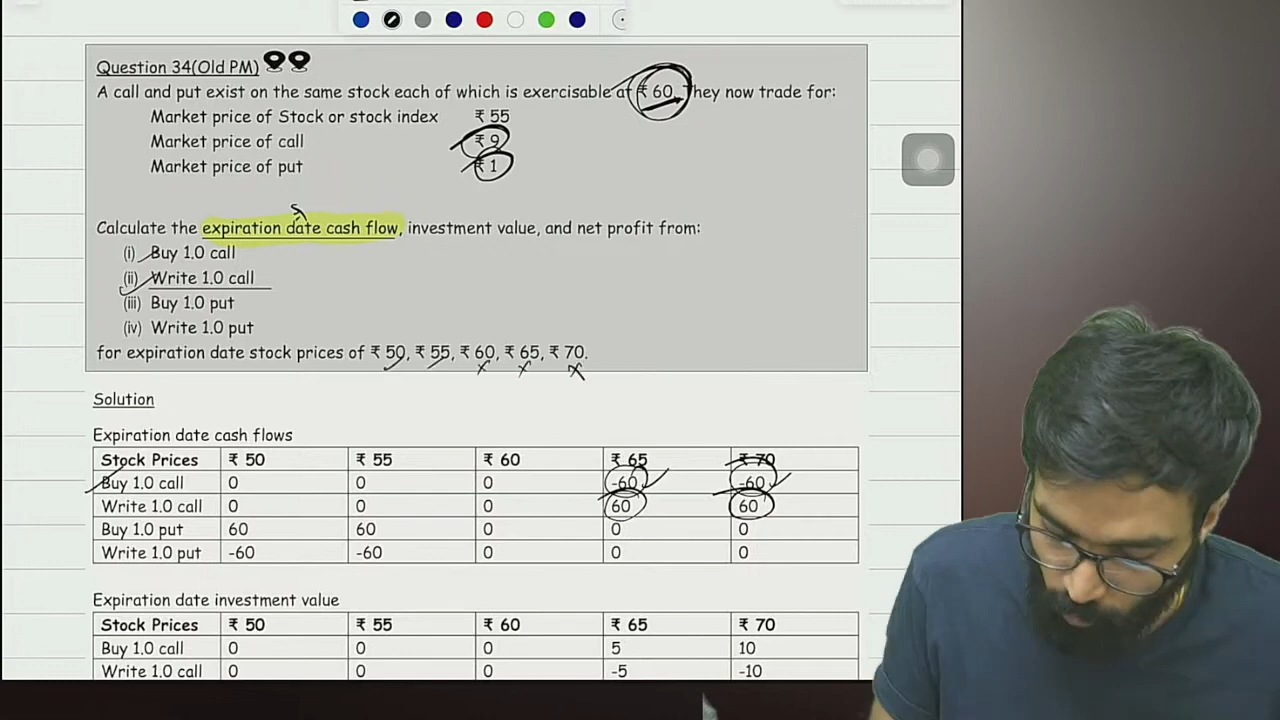 Question 34(Old PM)
A call and put exist on the same stock each of which is exercisable at ₹ 60. They now trade for:
Market price of Stock or stock index ₹ 55
Market price of call ₹ 9
Market price of put ₹ 1
Calculate the expiration date cash flow, investment value, and net profit from:
(i) Buy 1.0 call
(ii) Write 1.0 call
(iii) Buy 1.0 put
(iv) Write 1.0 put
for expiration date stock prices of ₹ 50, ₹ 55, ₹ 60, ₹ 65, ₹ 70.
Solution
Expiration date cash flows
Stock Prices ₹ 50 ₹ 55 ₹ 60 ₹ 65 ₹ 70
Buy 1.0 call 0 0 0 -60 -60
Write 1.0 call 0 0 0 60 60
Buy 1.0 put 60 60 0 0 0
Write 1.0 put -60 -60 0 0 0
Expiration date investment value
Stock Prices ₹ 50 ₹ 55 ₹ 60 ₹ 65 ₹ 70
Buy 1.0 call 0 0 0 5 10
Write 1.0 call 0 0 0 -5 -10